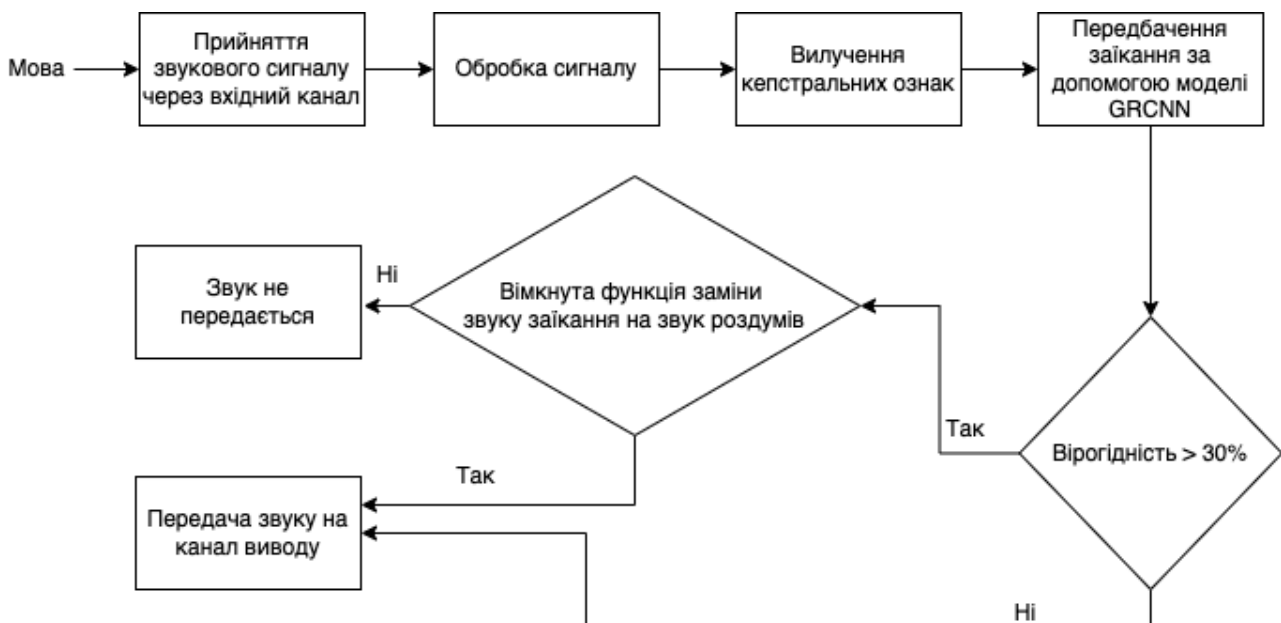 Мова
Прийняття
звукового сигналу
через вхідний канал
Обробка сигналу
Вилучення
кепстральних ознак
Передбачення
заїкання за
допомогою моделі
GRCNN
Вірогідність > 30%
Так
Вімкнута функція заміни
звуку заїкання на звук роздумів
Ні
Звук не
передається
Так
Передача звуку на
канал виводу
Ні